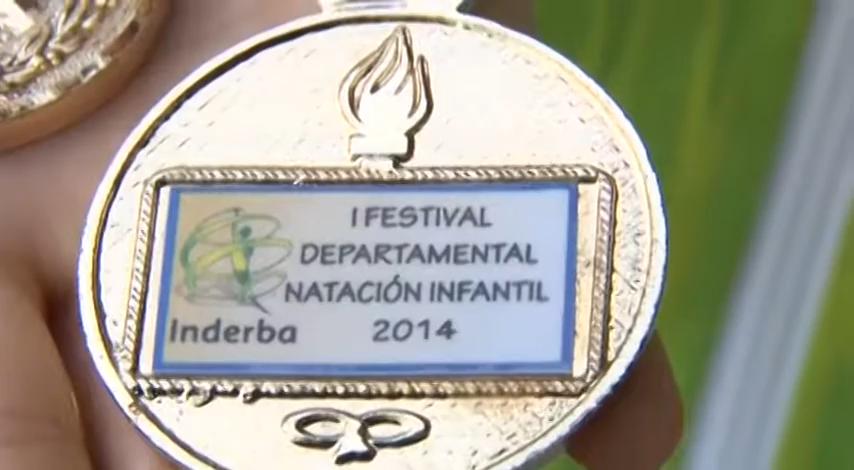 I FESTIVAL
DEPARTAMENTAL
NATACIÓN INFANTIL
Inderba 2014